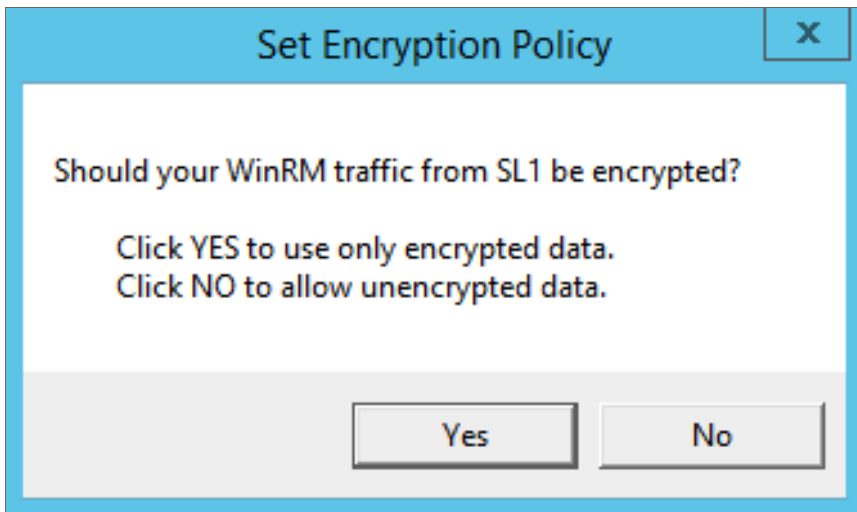 Set Encryption Policy
X
Should your WinRM traffic from SL1 be encrypted?
Click YES to use only encrypted data.
Click NO to allow unencrypted data.
Yes
No